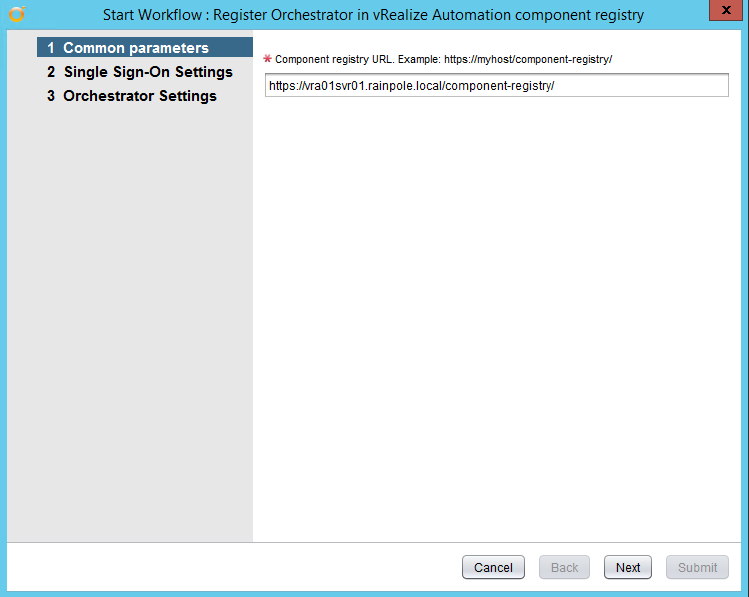 Start Workflow : Register Orchestrator in vRealize Automation component registry
x
1 Common parameters
2 Single Sign-On Settings
3 Orchestrator Settings
* Component registry URL. Example: https://myhost/component-registry/
https://vra01svr01.rainpole.local/component-registry/
Cancel Back Next Submit